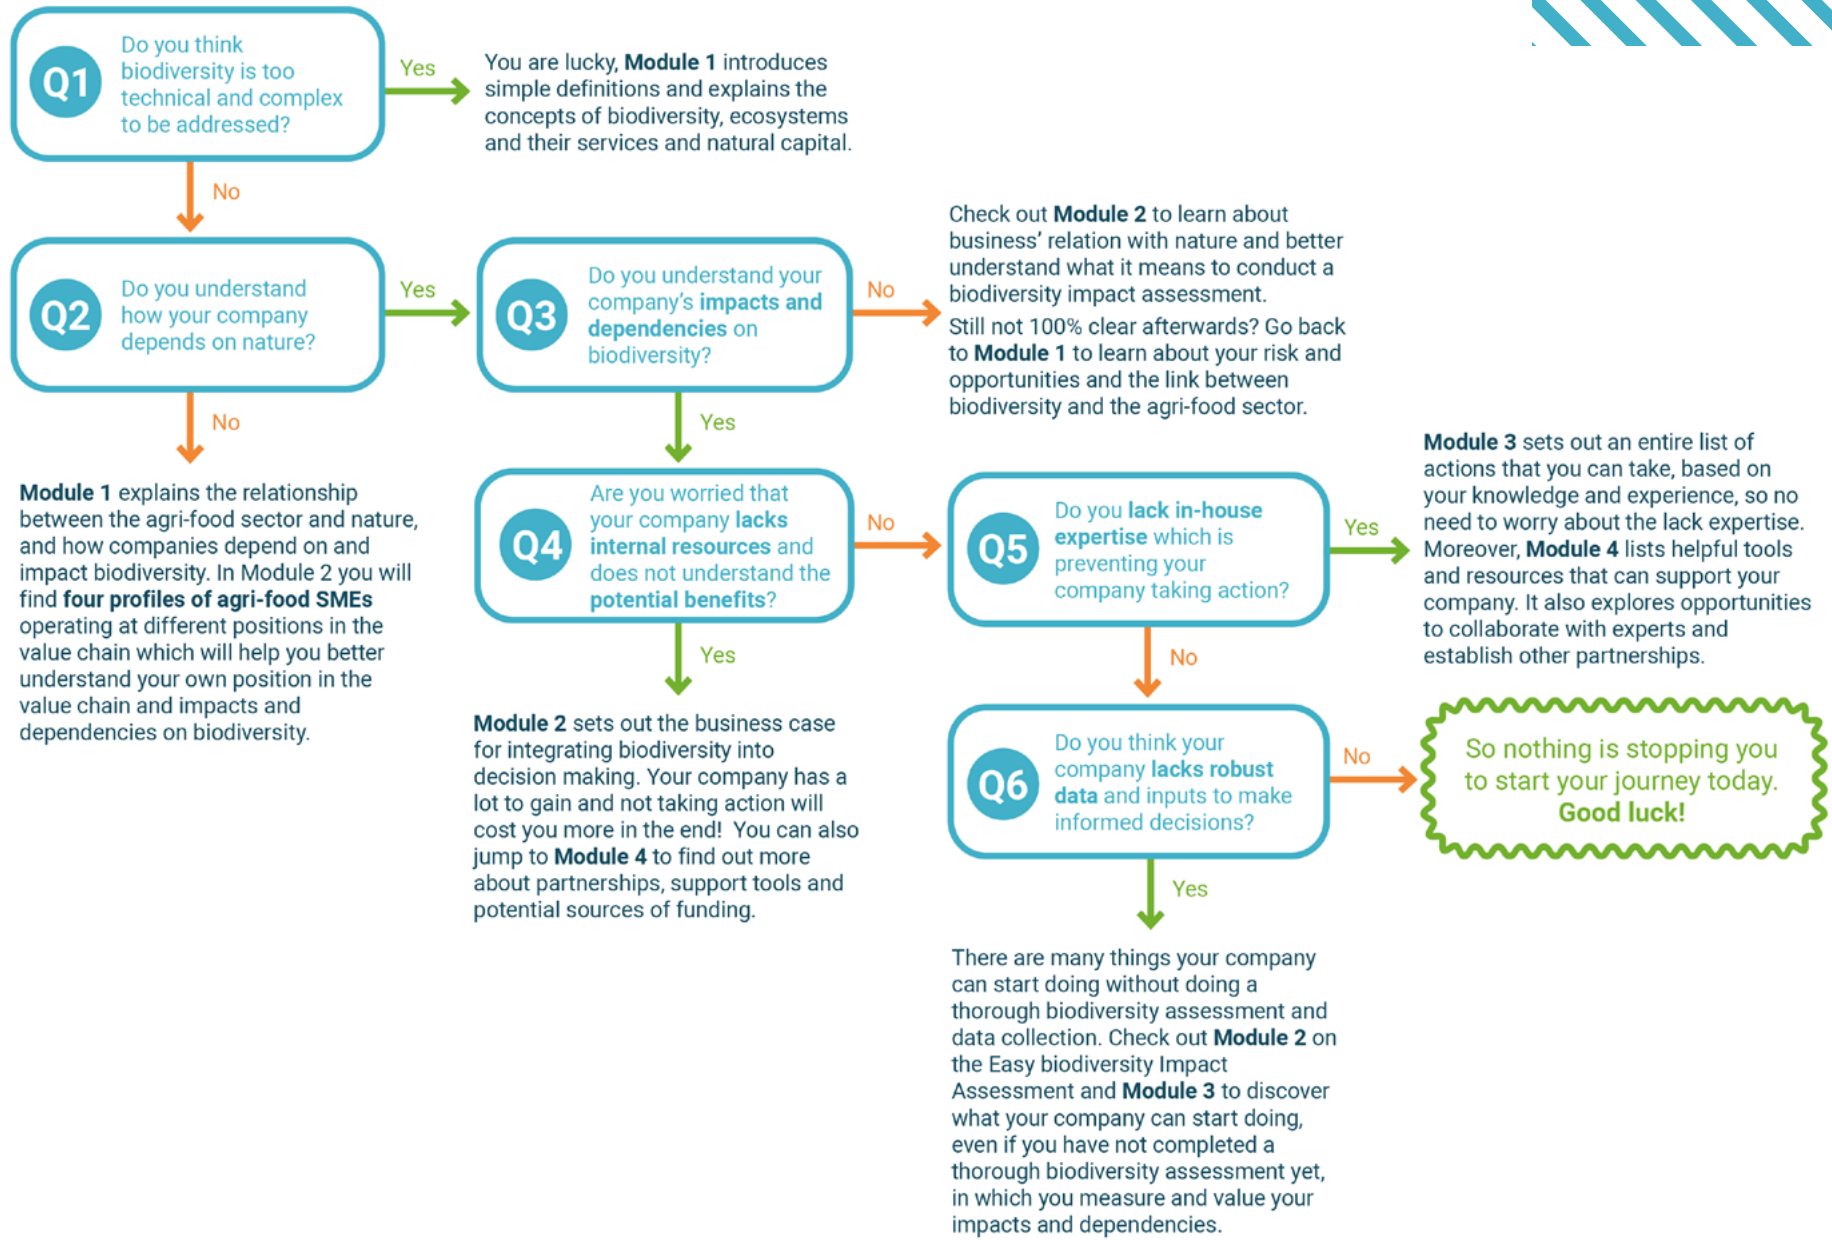 Q1
Do you think
biodiversity is too
technical and complex
to be addressed?
Yes
You are lucky, Module 1 introduces
simple definitions and explains the
concepts of biodiversity, ecosystems
and their services and natural capital.
No
Q2
Do you understand
how your company
depends on nature?
Yes
Q3
Do you understand your
company's impacts and
dependencies on
biodiversity?
No
Check out Module 2 to learn about
business' relation with nature and better
understand what it means to conduct a
biodiversity impact assessment.
Still not 100% clear afterwards? Go back
to Module 1 to learn about your risk and
opportunities and the link between
biodiversity and the agri-food sector.
No
Module 1 explains the relationship
between the agri-food sector and nature,
and how companies depend on and
impact biodiversity. In Module 2 you will
find four profiles of agri-food SMEs
operating at different positions in the
value chain which will help you better
understand your own position in the
value chain and impacts and
dependencies on biodiversity.
Yes
Q4
Are you worried that
your company lacks
internal resources and
does not understand the
potential benefits?
No
Q5
Do you lack in-house
expertise which is
preventing your
company taking action?
Yes
Module 3 sets out an entire list of
actions that you can take, based on
your knowledge and experience, so no
need to worry about the lack expertise.
Moreover, Module 4 lists helpful tools
and resources that can support your
company. It also explores opportunities
to collaborate with experts and
establish other partnerships.
Yes
Module 2 sets out the business case
for integrating biodiversity into
decision making. Your company has a
lot to gain and not taking action will
cost you more in the end! You can also
jump to Module 4 to find out more
about partnerships, support tools and
potential sources of funding.
No
Q6
Do you think your
company lacks robust
data and inputs to make
informed decisions?
No
So nothing is stopping you
to start your journey today.
Good luck!
Yes
There are many things your company
can start doing without doing a
thorough biodiversity assessment and
data collection. Check out Module 2 on
the Easy biodiversity Impact
Assessment and Module 3 to discover
what your company can start doing,
even if you have not completed a
thorough biodiversity assessment yet,
in which you measure and value your
impacts and dependencies.